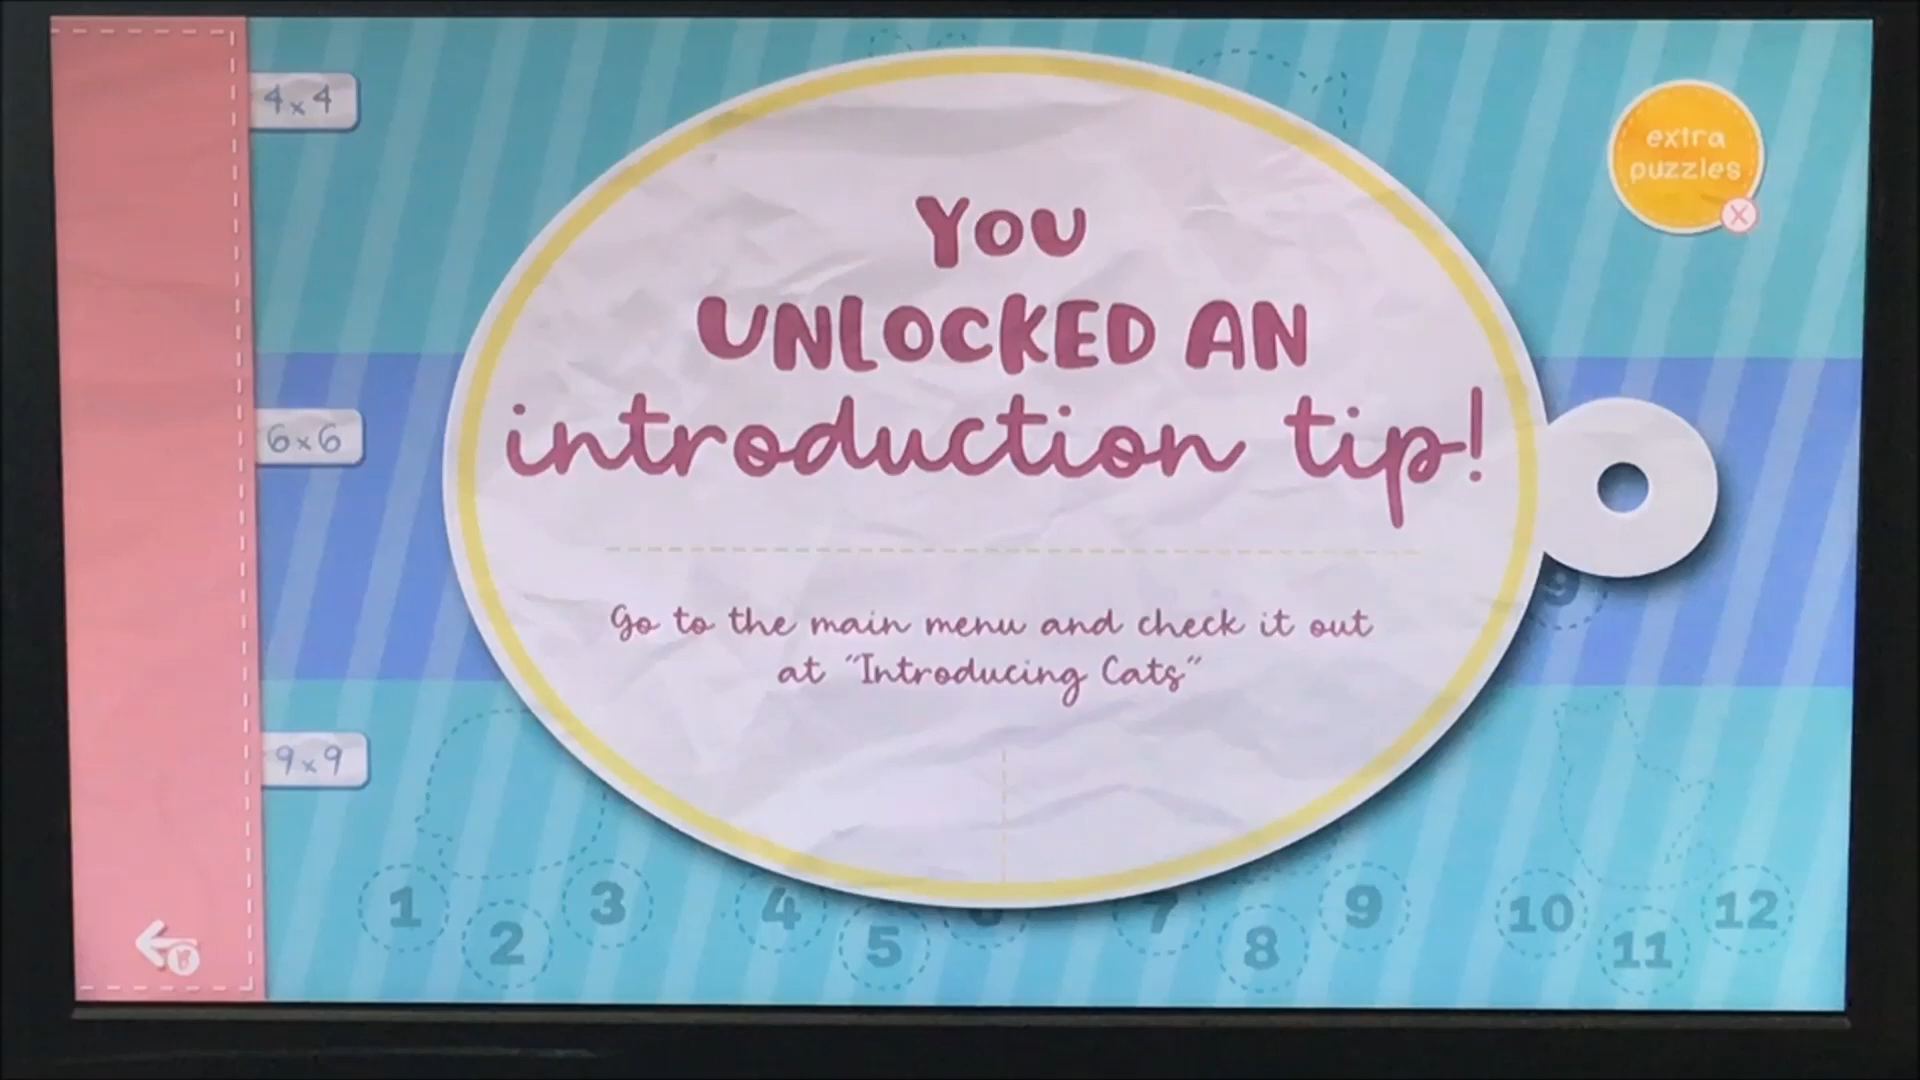 4x4
extra
puzzles
X
You
UNLOCKED AN
introduction tip!
6x6
9
Go to the main menu and check it out
at "Introducing Cats"
9x9
1
2
3
4
5
7
8
9
10
11
12
B